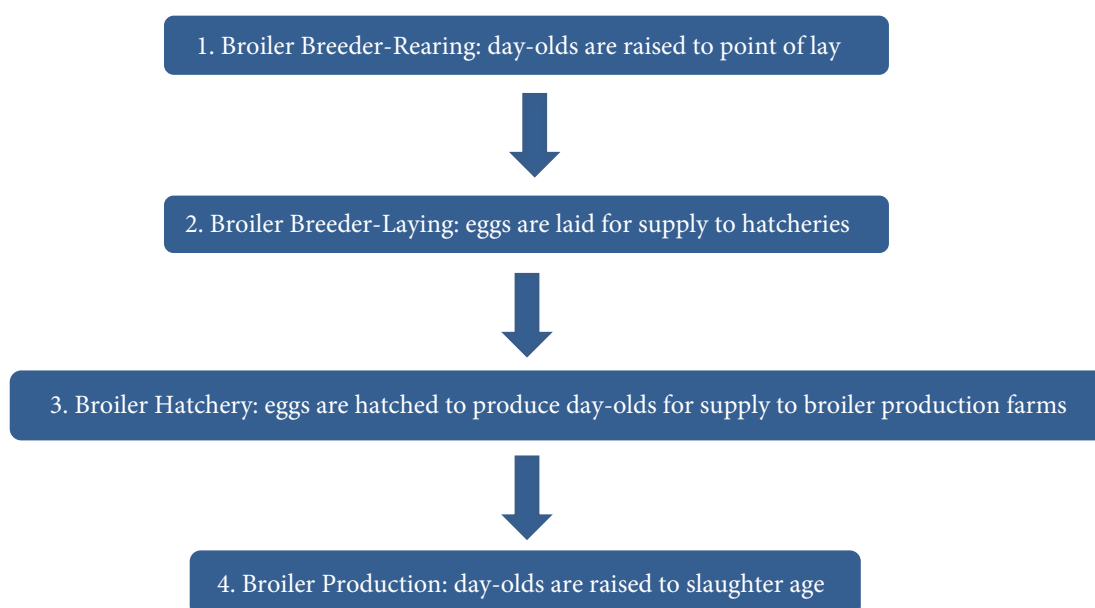 1. Broiler Breeder-Rearing: day-olds are raised to point of lay
2. Broiler Breeder-Laying: eggs are laid for supply to hatcheries
3. Broiler Hatchery: eggs are hatched to produce day-olds for supply to broiler production farms
4. Broiler Production: day-olds are raised to slaughter age